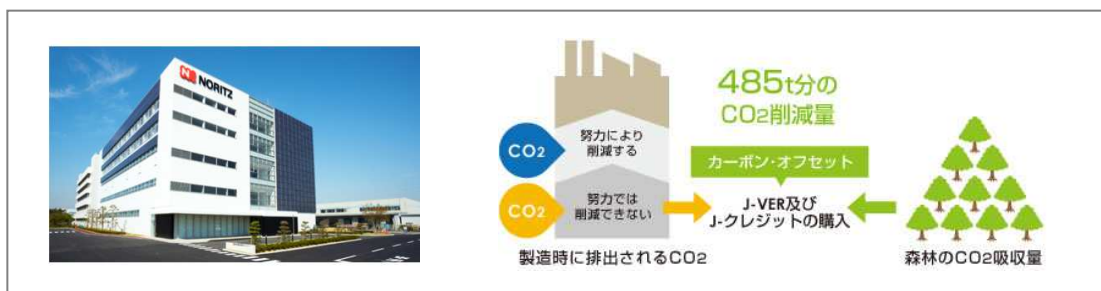 NORITZ
485t分の
CO2削減量
CO2
努力により
削減する
カーボン・オフセット
CO2
努力では
削減できない
J-VER及び
J-クレジットの購入
製造時に排出されるCO2
森林のCO2吸収量